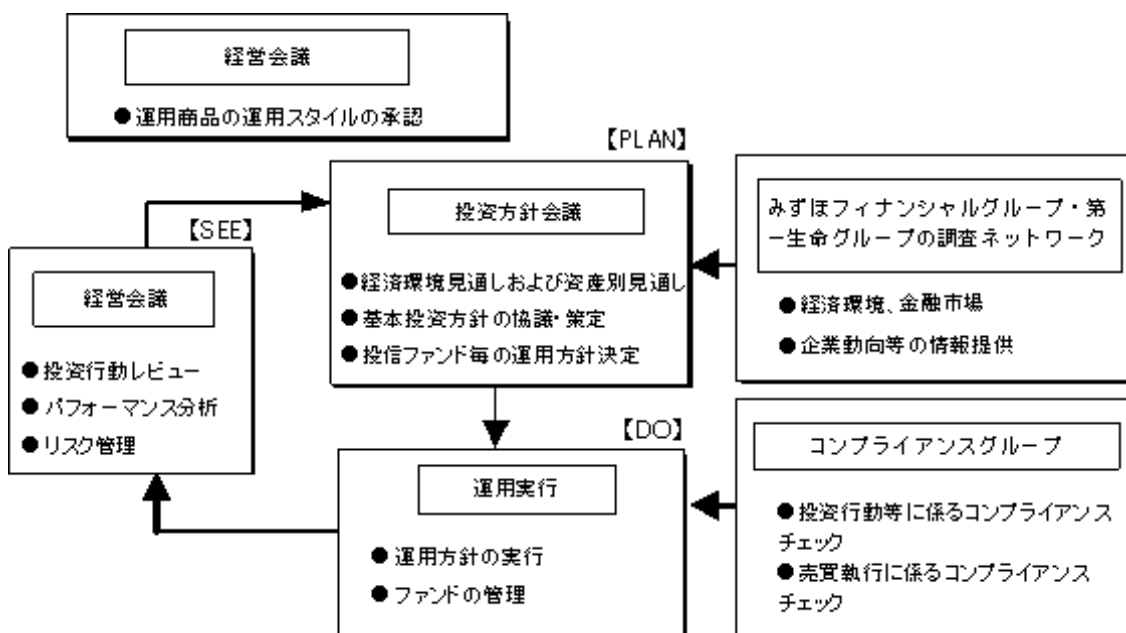 経営会議
●運用商品の運用スタイルの承認
【PLAN】
投資方針会議
●経済環境見通しおよび資産別見通し
●基本投資方針の協議・策定
●投信ファンド毎の運用方針決定
みずほフィナンシャルグループ・第
一生命グループの調査ネットワーク
●経済環境、金融市場
●企業動向等の情報提供
【SEE】
経営会議
●投資行動レビュー
●パフォーマンス分析
●リスク管理
【DO】
運用実行
●運用方針の実行
●ファンドの管理
コンプライアンスグループ
●投資行動等に係るコンプライアンス
チェック
●売買執行に係るコンプライアンス
チェック